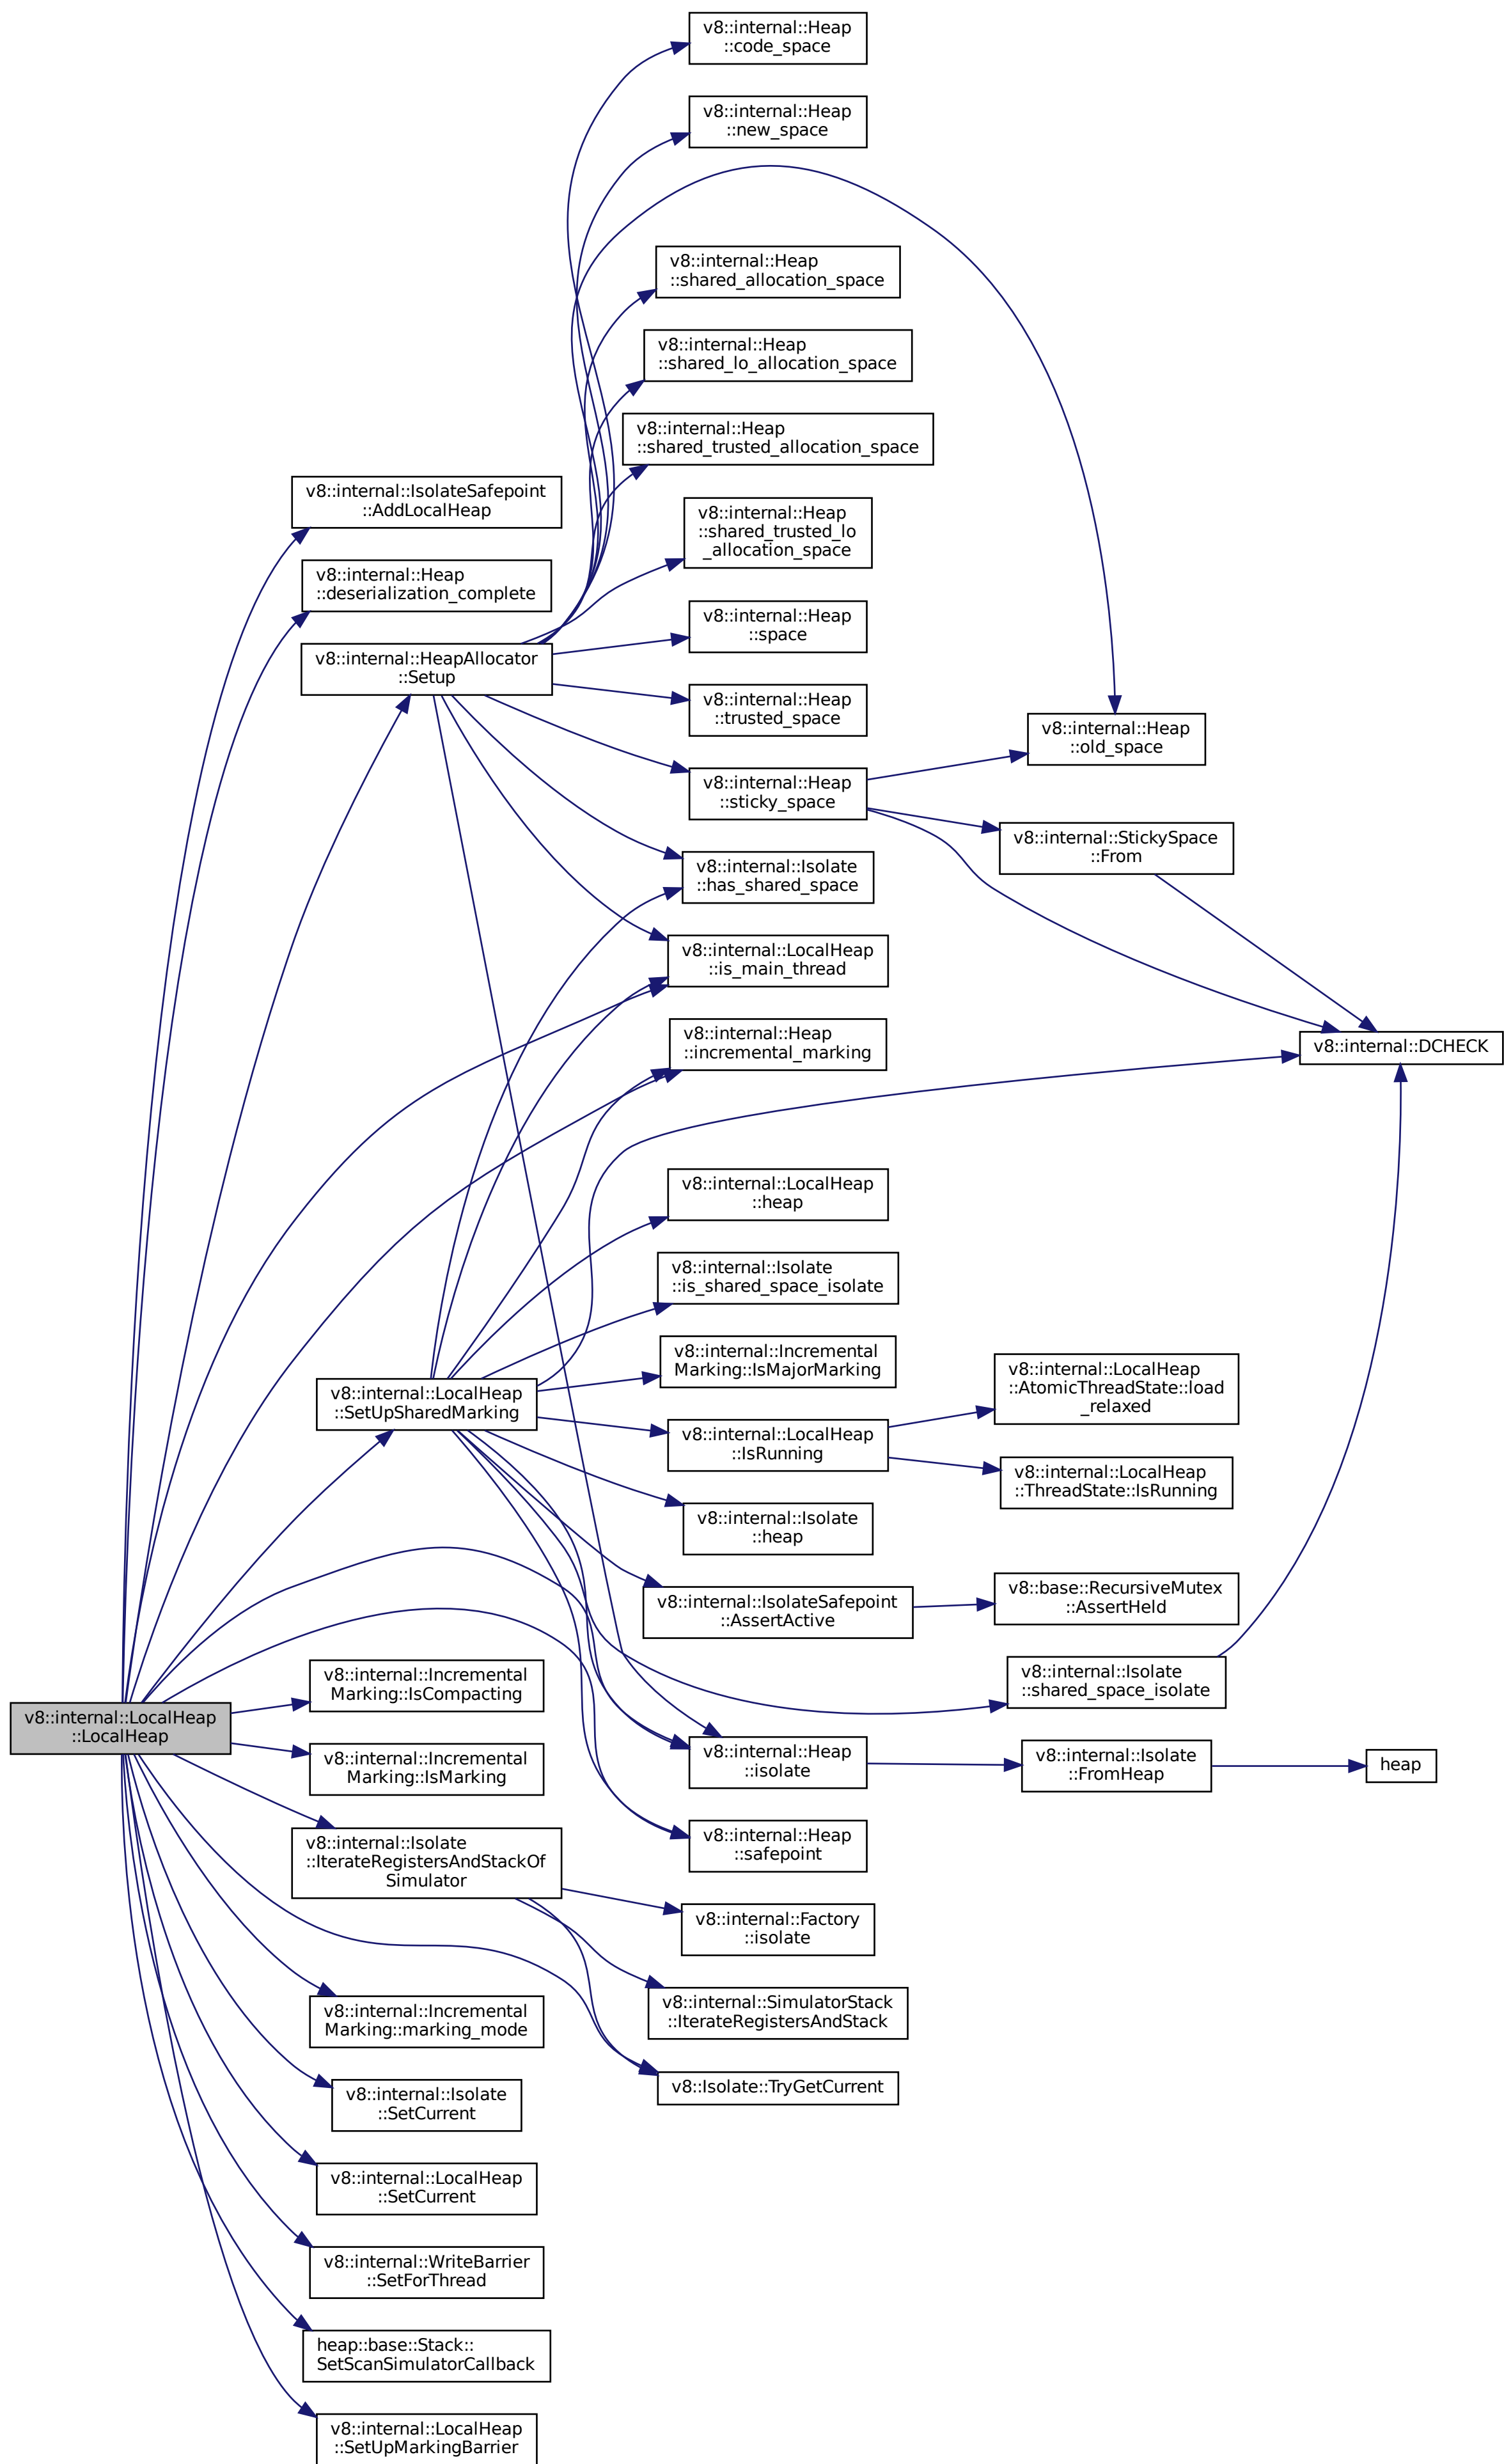 v8::internal::Heap
::code_space
v8::internal::Heap
::new_space
v8::internal::Heap
::shared_allocation_space
v8::internal::Heap
::shared_lo_allocation_space
v8::internal::Heap
::shared_trusted_allocation_space
v8::internal::IsolateSafepoint
::AddLocalHeap
v8::internal::Heap
::shared_trusted_lo
_allocation_space
v8::internal::Heap
::deserialization_complete
v8::internal::Heap
::space
v8::internal::HeapAllocator
::Setup
v8::internal::Heap
::trusted_space
v8::internal::Heap
::old_space
v8::internal::Heap
::sticky_space
v8::internal::StickySpace
::From
v8::internal::Isolate
::has_shared_space
v8::internal::LocalHeap
::is_main_thread
v8::internal::Heap
::incremental_marking
v8::internal::DCHECK
v8::internal::LocalHeap
::heap
v8::internal::Isolate
::is_shared_space_isolate
v8::internal::Incremental
Marking::IsMajorMarking
v8::internal::LocalHeap
::AtomicThreadState::load
_relaxed
v8::internal::LocalHeap
::SetUpSharedMarking
v8::internal::LocalHeap
::IsRunning
v8::internal::LocalHeap
::ThreadState::IsRunning
v8::internal::Isolate
::heap
v8::internal::IsolateSafepoint
::AssertActive
v8::base::RecursiveMutex
::AssertHeld
v8::internal::Isolate
::shared_space_isolate
v8::internal::Incremental
Marking::IsCompacting
v8::internal::LocalHeap
::LocalHeap
v8::internal::Incremental
Marking::IsMarking
v8::internal::Heap
::isolate
v8::internal::Isolate
::FromHeap
heap
v8::internal::Isolate
::IterateRegistersAndStackOf
Simulator
v8::internal::Heap
::safepoint
v8::internal::Factory
::isolate
v8::internal::Incremental
Marking::marking_mode
v8::internal::SimulatorStack
::IterateRegistersAndStack
v8::internal::Isolate
::SetCurrent
v8::Isolate::TryGetCurrent
v8::internal::LocalHeap
::SetCurrent
v8::internal::WriteBarrier
::SetForThread
heap::base::Stack::
SetScanSimulatorCallback
v8::internal::LocalHeap
::SetUpMarkingBarrier